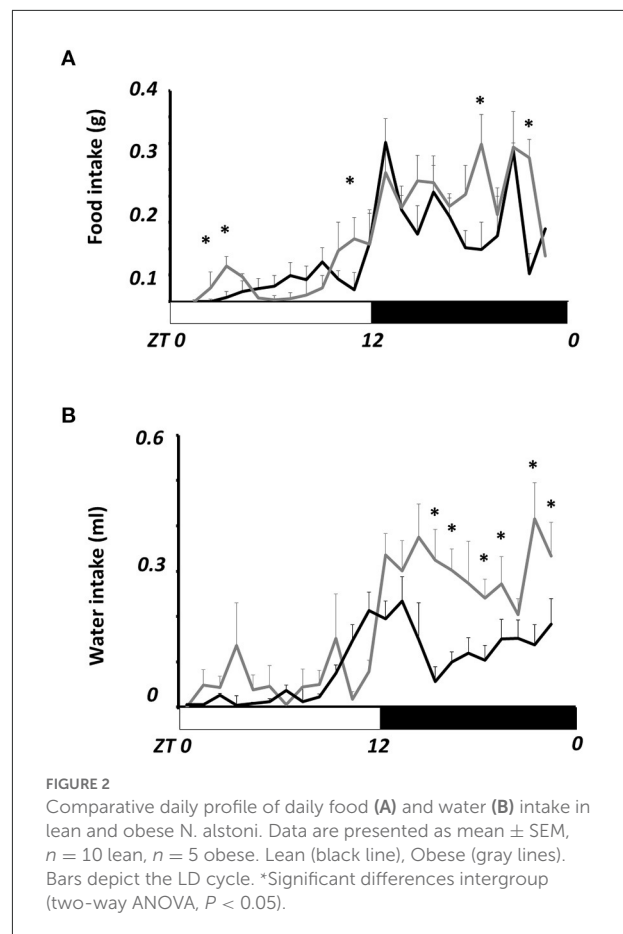 A
0.4
*
*
0.3
*
Food intake (g)
* *
0.2
0.1
ZT 0 12 0
B
0.6
*
*
* *
* *
Water intake (ml)
0.3
0
ZT 0 12 0
FIGURE 2
Comparative daily profile of daily food (A) and water (B) intake in
lean and obese N. alstoni. Data are presented as mean ± SEM,
n = 10 lean, n = 5 obese. Lean (black line), Obese (gray lines).
Bars depict the LD cycle. *Significant differences intergroup
(two-way ANOVA, P < 0.05).